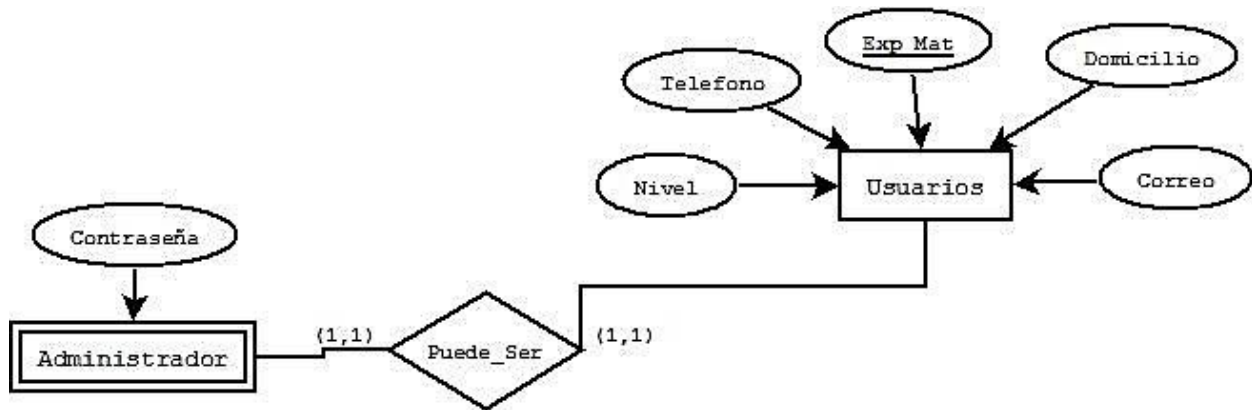 Exp Mat
Domicilio
Telefono
Nivel
Usuarios
Correo
Contraseña
(1,1)
(1,1)
Administrador
Puede_Ser